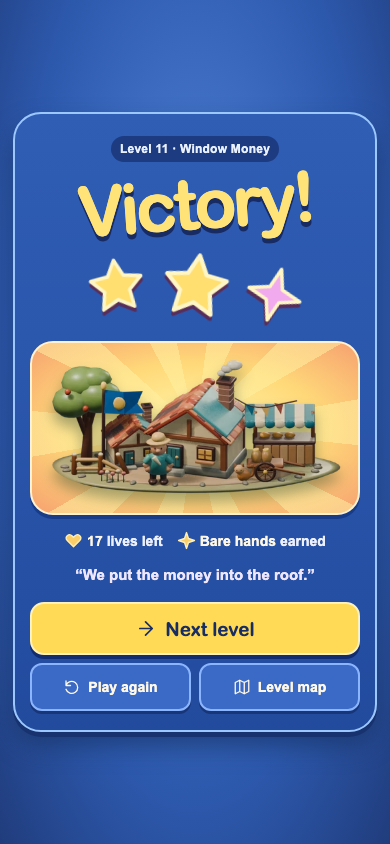 Level 11 · Window Money
Victory!
17 lives left
Bare hands earned
“We put the money into the roof.”
Next level
Play again
Level map